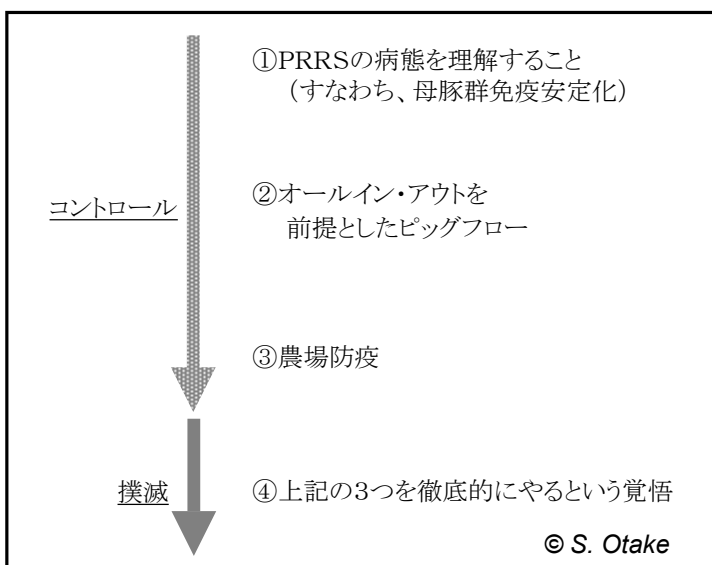 ①PRRSの病態を理解すること
（すなわち、母豚群免疫安定化）
コントロール
②オールイン・アウトを
前提としたピッグフロー
③農場防疫
撲滅
④上記の３つを徹底的にやるという覚悟
© S. Otake